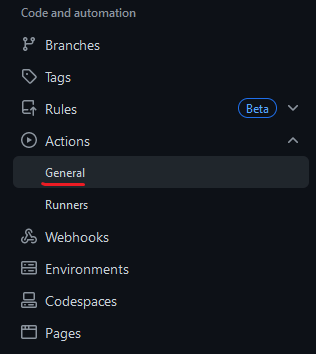 Code and automation
Branches
Tags
Rules Beta
Actions
General
Runners
Webhooks
Environments
Codespaces
Pages